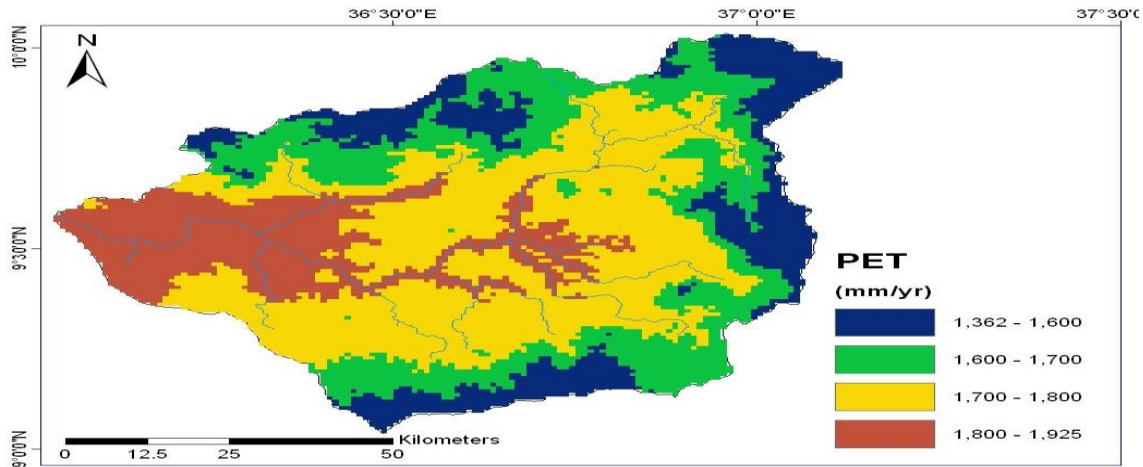 36°30'0"E 37°0'0"E 37°30'0"E
N
10°0'0"N
9°30'0"N
9°0'0"N
PET
(mm/yr)
1,362 - 1,600
1,600 - 1,700
1,700 - 1,800
1,800 - 1,925
Kilometers
0 12.5 25 50